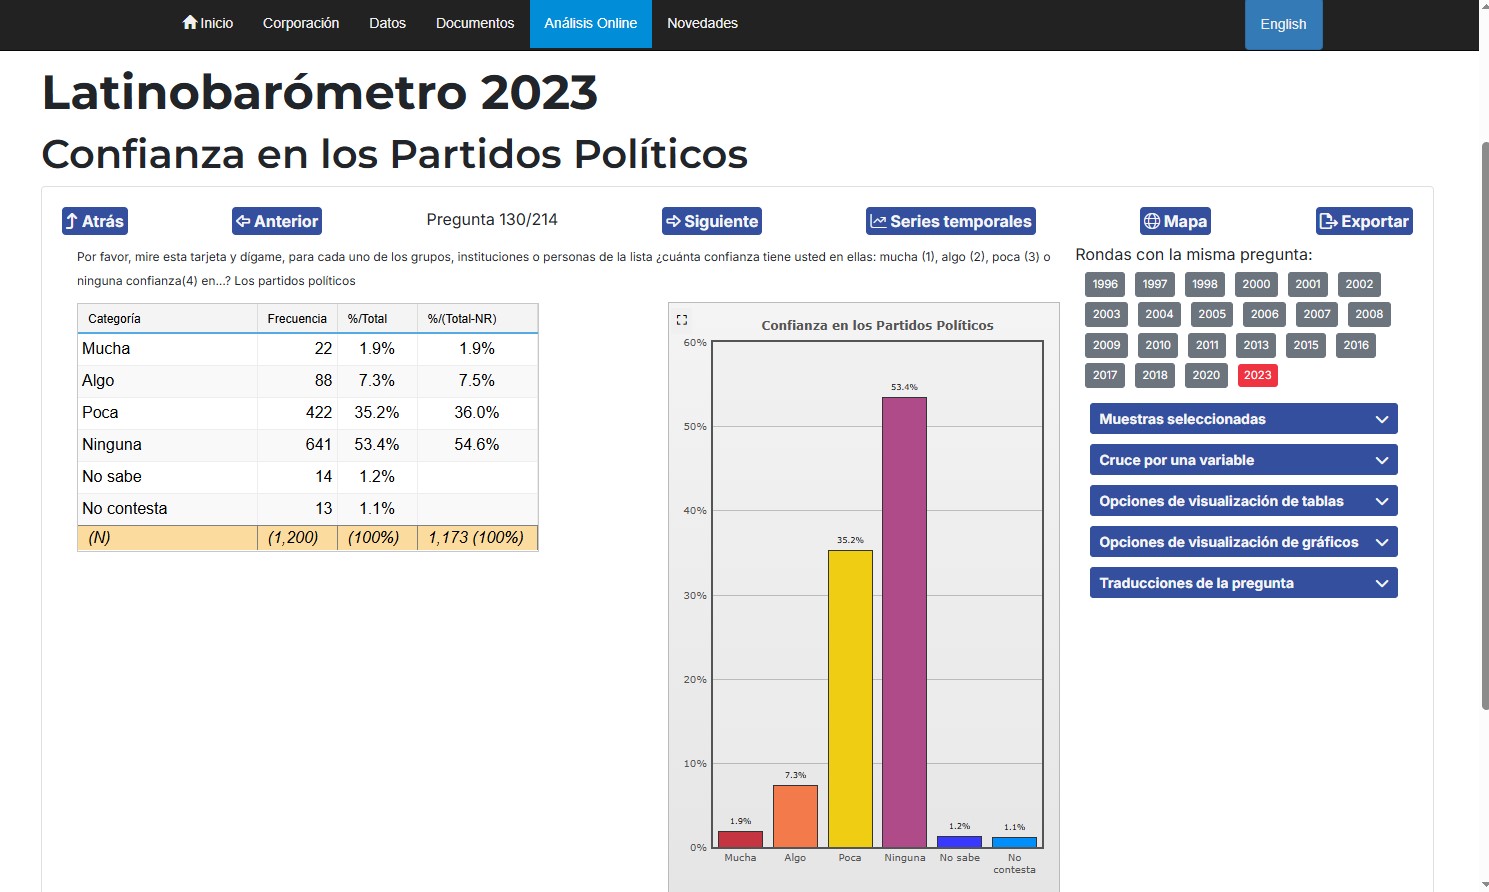 Inicio Corporación Datos Documentos Análisis Online Novedades English
Latinobarómetro 2023
Confianza en los Partidos Políticos
Atrás Anterior Pregunta 130/214 Siguiente Series temporales Mapa Exportar
Por favor, mire esta tarjeta y dígame, para cada uno de los grupos, instituciones o personas de la lista ¿cuánta confianza tiene usted en ellas: mucha (1), algo (2), poca (3) o
ninguna confianza(4) en...? Los partidos políticos
Categoría Frecuencia %/Total %/(Total-NR)
Mucha 22 1.9% 1.9%
Algo 88 7.3% 7.5%
Poca 422 35.2% 36.0%
Ninguna 641 53.4% 54.6%
No sabe 14 1.2%
No contesta 13 1.1%
(N) (1,200) (100%) 1,173 (100%)
Confianza en los Partidos Políticos
60%
53.4%
50%
40%
35.2%
30%
20%
10%
7.3%
1.9%
1.2%
1.1%
0%
Mucha Algo Poca Ninguna No sabe No
contesta
Rondas con la misma pregunta:
1996 1997 1998 2000 2001 2002
2003 2004 2005 2006 2007 2008
2009 2010 2011 2013 2015 2016
2017 2018 2020 2023
Muestras seleccionadas
Cruce por una variable
Opciones de visualización de tablas
Opciones de visualización de gráficos
Traducciones de la pregunta